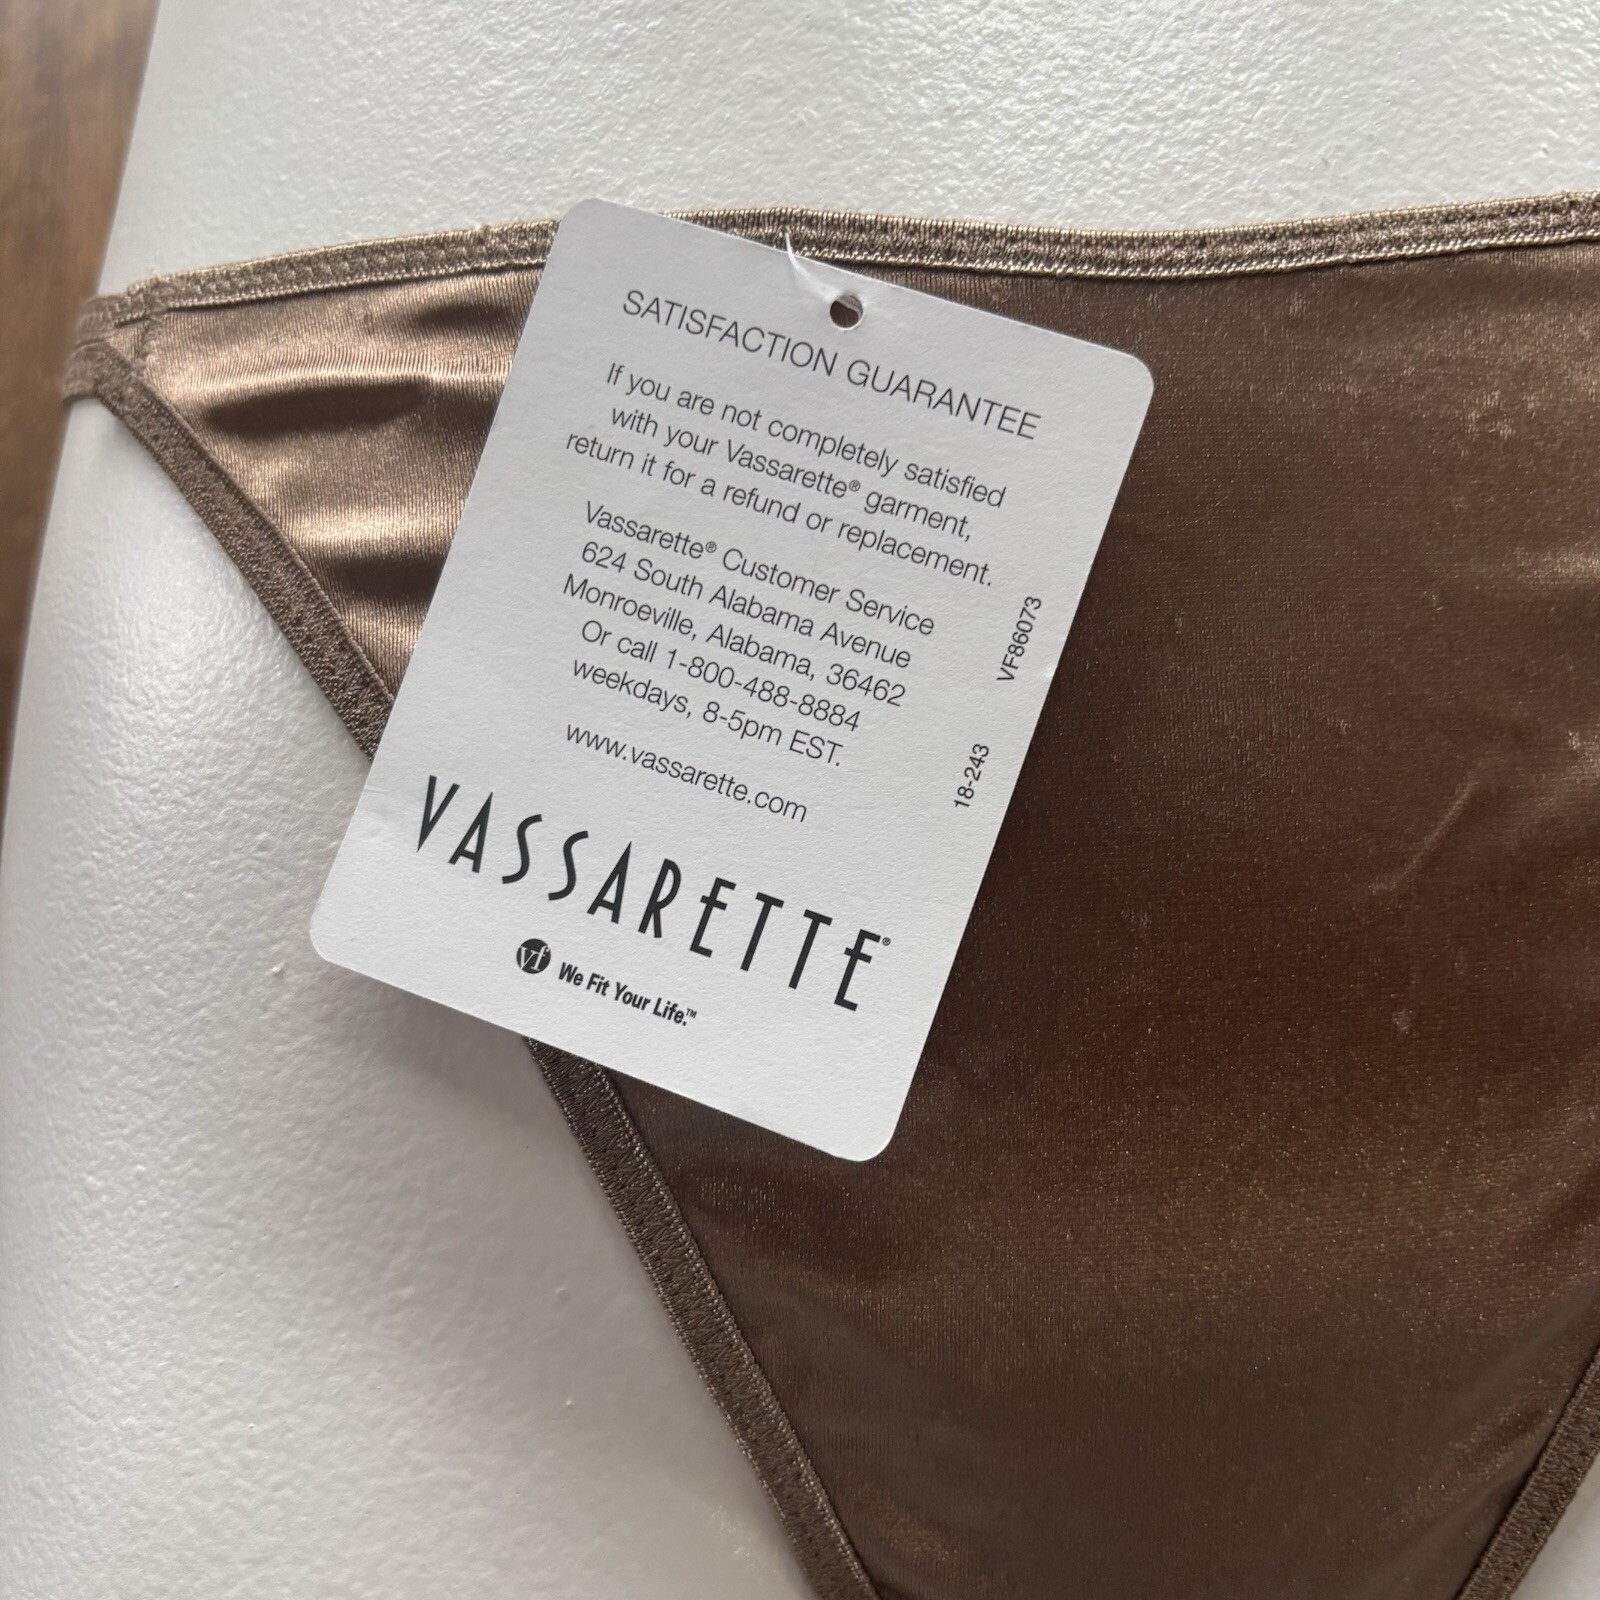 SATISFACTION GUARANTEE
If you are not completely satisfied
with your Vassarette® garment,
return it for a refund or replacement.
Vassarette® Customer Service
624 South Alabama Avenue
Monroeville, Alabama, 36462
Or call 1-800-488-8884
weekdays, 8-5pm EST.
www.vassarette.com
VF86073
18-243
VASSARETTE®
vf We Fit Your Life.™